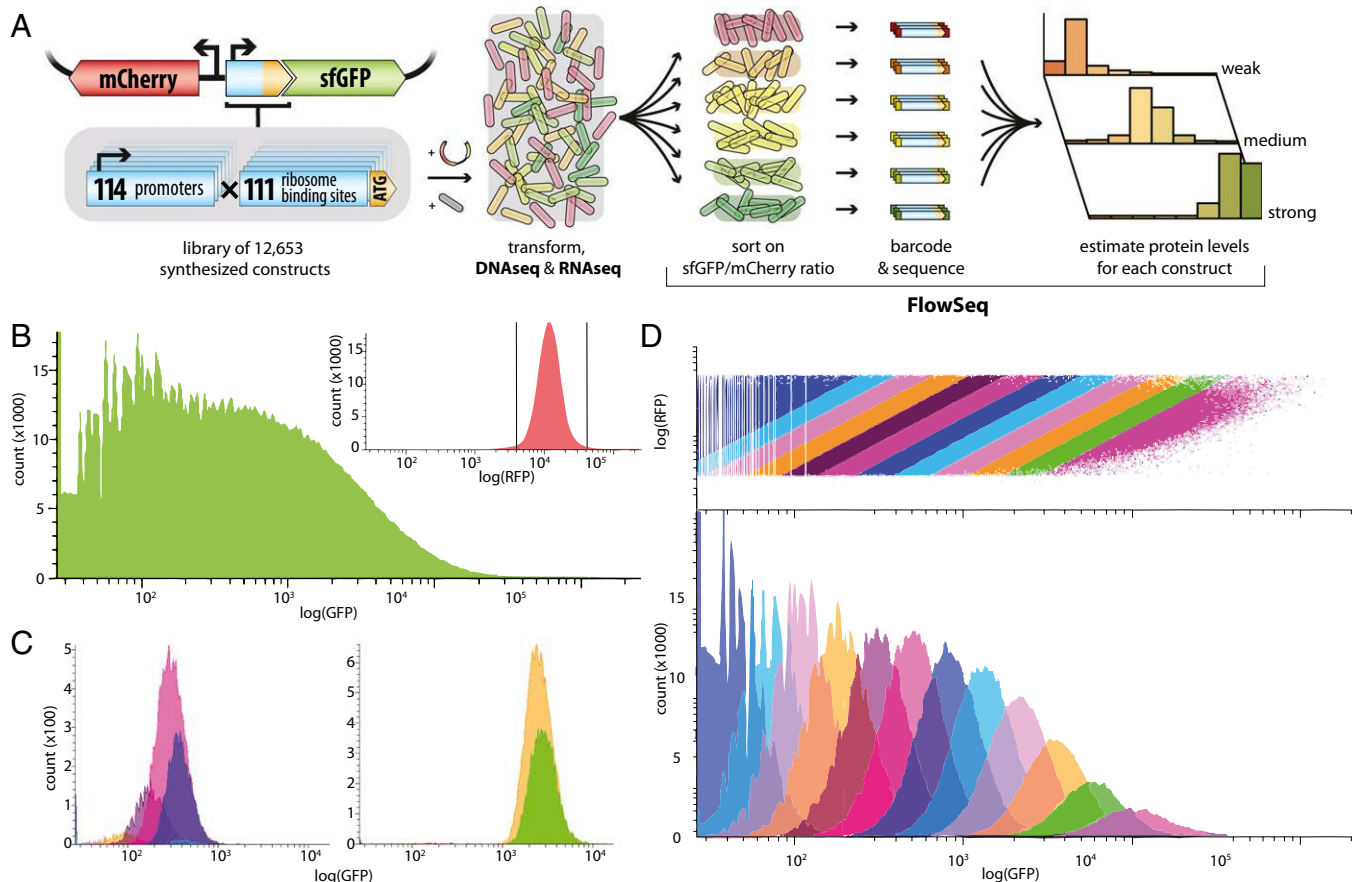 A
mCherry
sfGFP
114 promoters
×
111 ribosome
binding sites
ATG
+
+
library of 12,653
synthesized constructs
transform,
DNAseq & RNAseq
sort on
sfGFP/mCherry ratio
barcode
& sequence
estimate protein levels
for each construct
weak
medium
strong
FlowSeq
B
count (x1000)
15
10
5
0
10² 10³ 10⁴ 10⁵
log(GFP)
count (x1000)
15
10
5
0
10² 10³ 10⁴ 10⁵
log(RFP)
C
count (x100)
5
4
3
2
1
0
10² 10³ 10⁴
6
5
4
3
2
1
0
10² 10³ 10⁴
log(GFP)
log(GFP)
D
log(RFP)
count (x1000)
15
10
5
0
10² 10³ 10⁴ 10⁵
log(GFP)